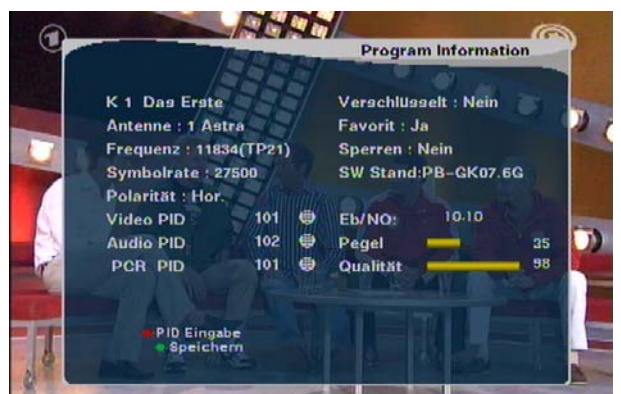 Program Information
K 1 Das Erste
Antenne : 1 Astra
Frequenz : 11834(TP21)
Symbolrate : 27500
Polarität : Hor.
Video PID 101
Audio PID 102
PCR PID 101
Verschlüsselt : Nein
Favorit : Ja
Sperren : Nein
SW Stand:PB-GK07.6G
Eb/NO: 10.10
Pegel 35
Qualität 98
PID Eingabe
Speichern
1